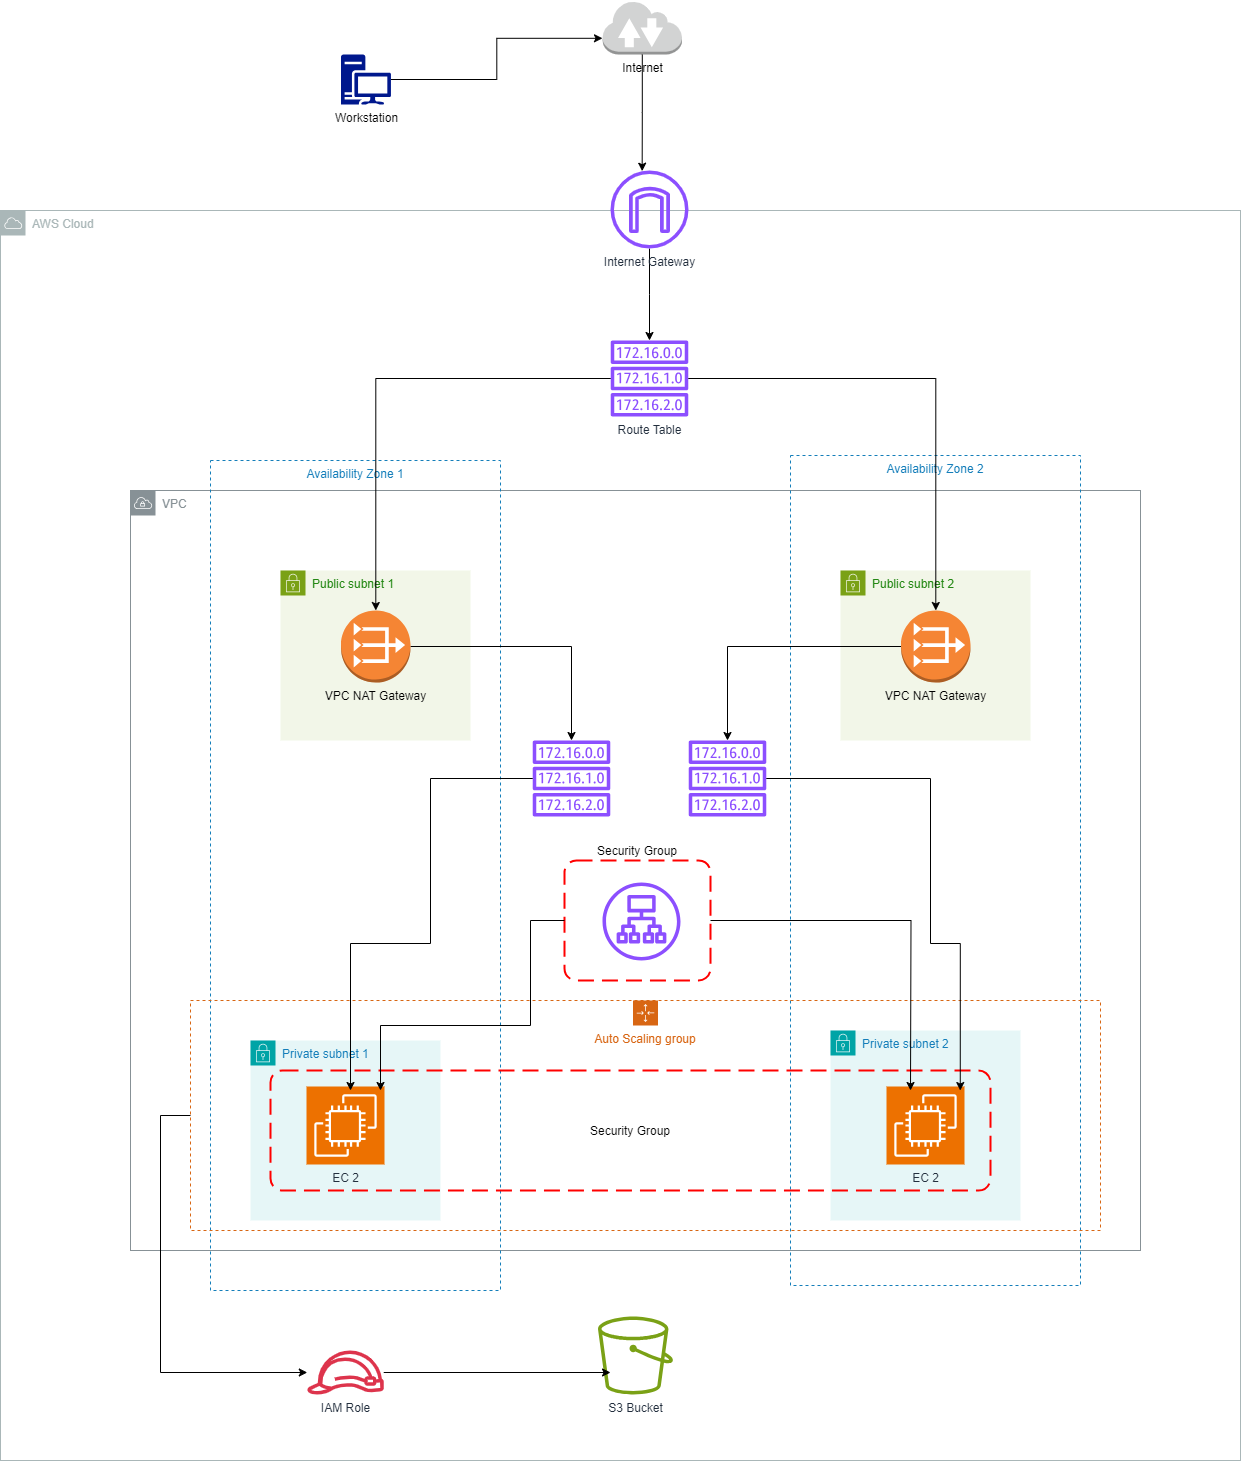 Internet
Workstation
AWS Cloud
Internet Gateway
172.16.0.0
172.16.1.0
172.16.2.0
Route Table
Availability Zone 1
Availability Zone 2
VPC
Public subnet 1
Public subnet 2
VPC NAT Gateway
VPC NAT Gateway
172.16.0.0
172.16.1.0
172.16.2.0
172.16.0.0
172.16.1.0
172.16.2.0
Security Group
Auto Scaling group
Private subnet 1
Private subnet 2
Security Group
EC 2
EC 2
IAM Role
S3 Bucket